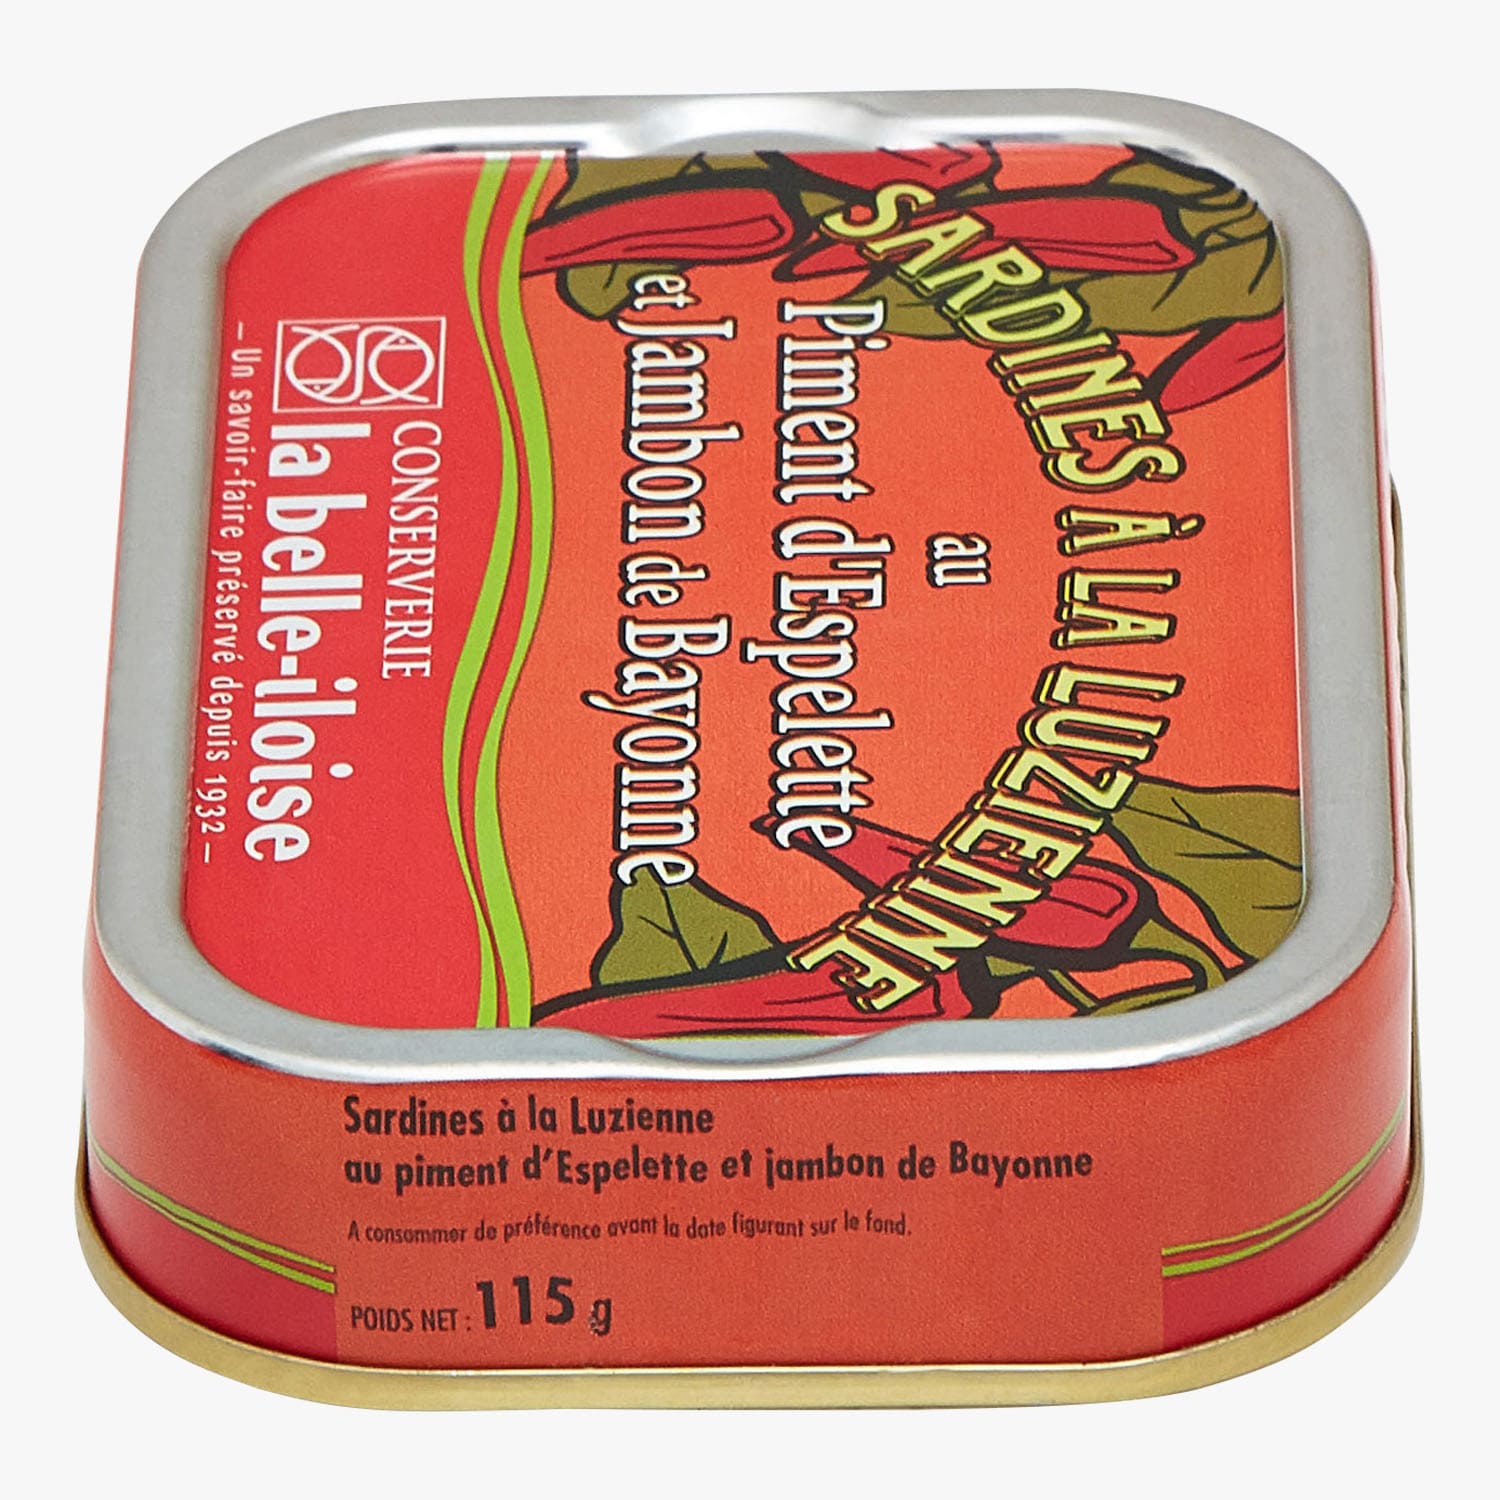 SARDINES À LA LUZIENNE
au
Piment d'Espelette
et Jambon de Bayonne
CONSERVERIE
la belle-iloise
– Un savoir-faire préservé depuis 1932 –
Sardines à la Luzienne
au piment d'Espelette et jambon de Bayonne
A consommer de préférence avant la date figurant sur le fond.
POIDS NET : 115 g